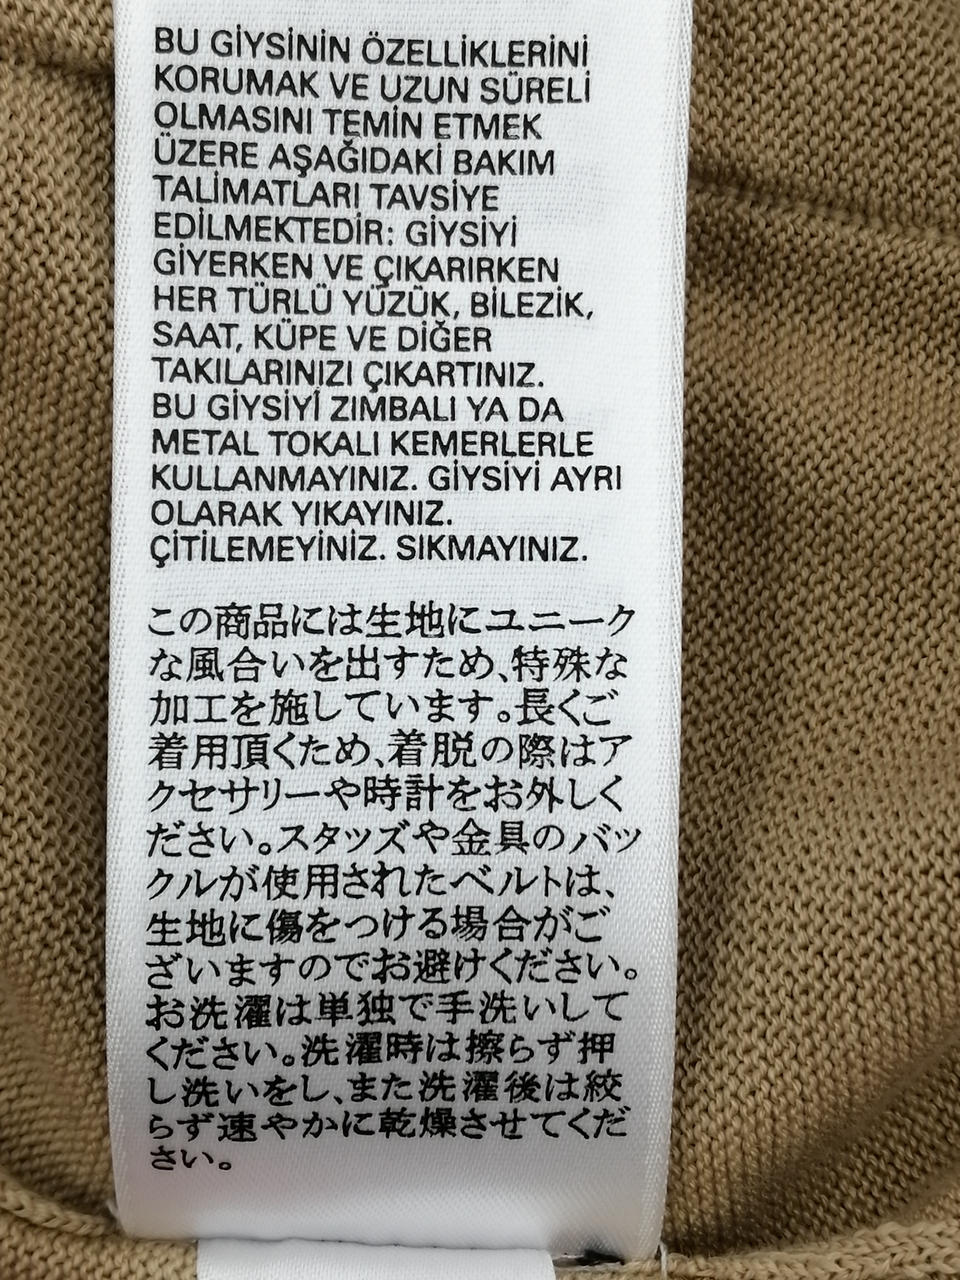 BU GİYSİNİN ÖZELLİKLERİNİ
KORUMAK VE UZUN SÜRELİ
OLMASINI TEMİN ETMEK
ÜZERE AŞAĞIDAKİ BAKIM
TALİMATLARI TAVSİYE
EDİLMEKTEDİR: GİYSİYİ
GİYERKEN VE ÇIKARIRKEN
HER TÜRLÜ YÜZÜK, BİLEZİK,
SAAT, KÜPE VE DİĞER
TAKILARINIZI ÇIKARTINIZ.
BU GİYSİYİ ZIMBALI YA DA
METAL TOKALI KEMERLERLE
KULLANMAYINIZ. GİYSİYİ AYRI
OLARAK YIKAYINIZ.
ÇİTİLEMEYİNİZ. SIKMAYINIZ.
この商品には生地にユニーク
な風合いを出すため、特殊な
加工を施しています。長くご
着用頂くため、着脱の際はア
クセサリーや時計をお外しく
ださい。スタッズや金具のバッ
クルが使用されたベルトは、
生地に傷をつける場合がご
ざいますのでお避けください。
お洗濯は単独で手洗いして
ください。洗濯時は擦らず押
し洗いをし、また洗濯後は絞
らず速やかに乾燥させてくだ
さい。